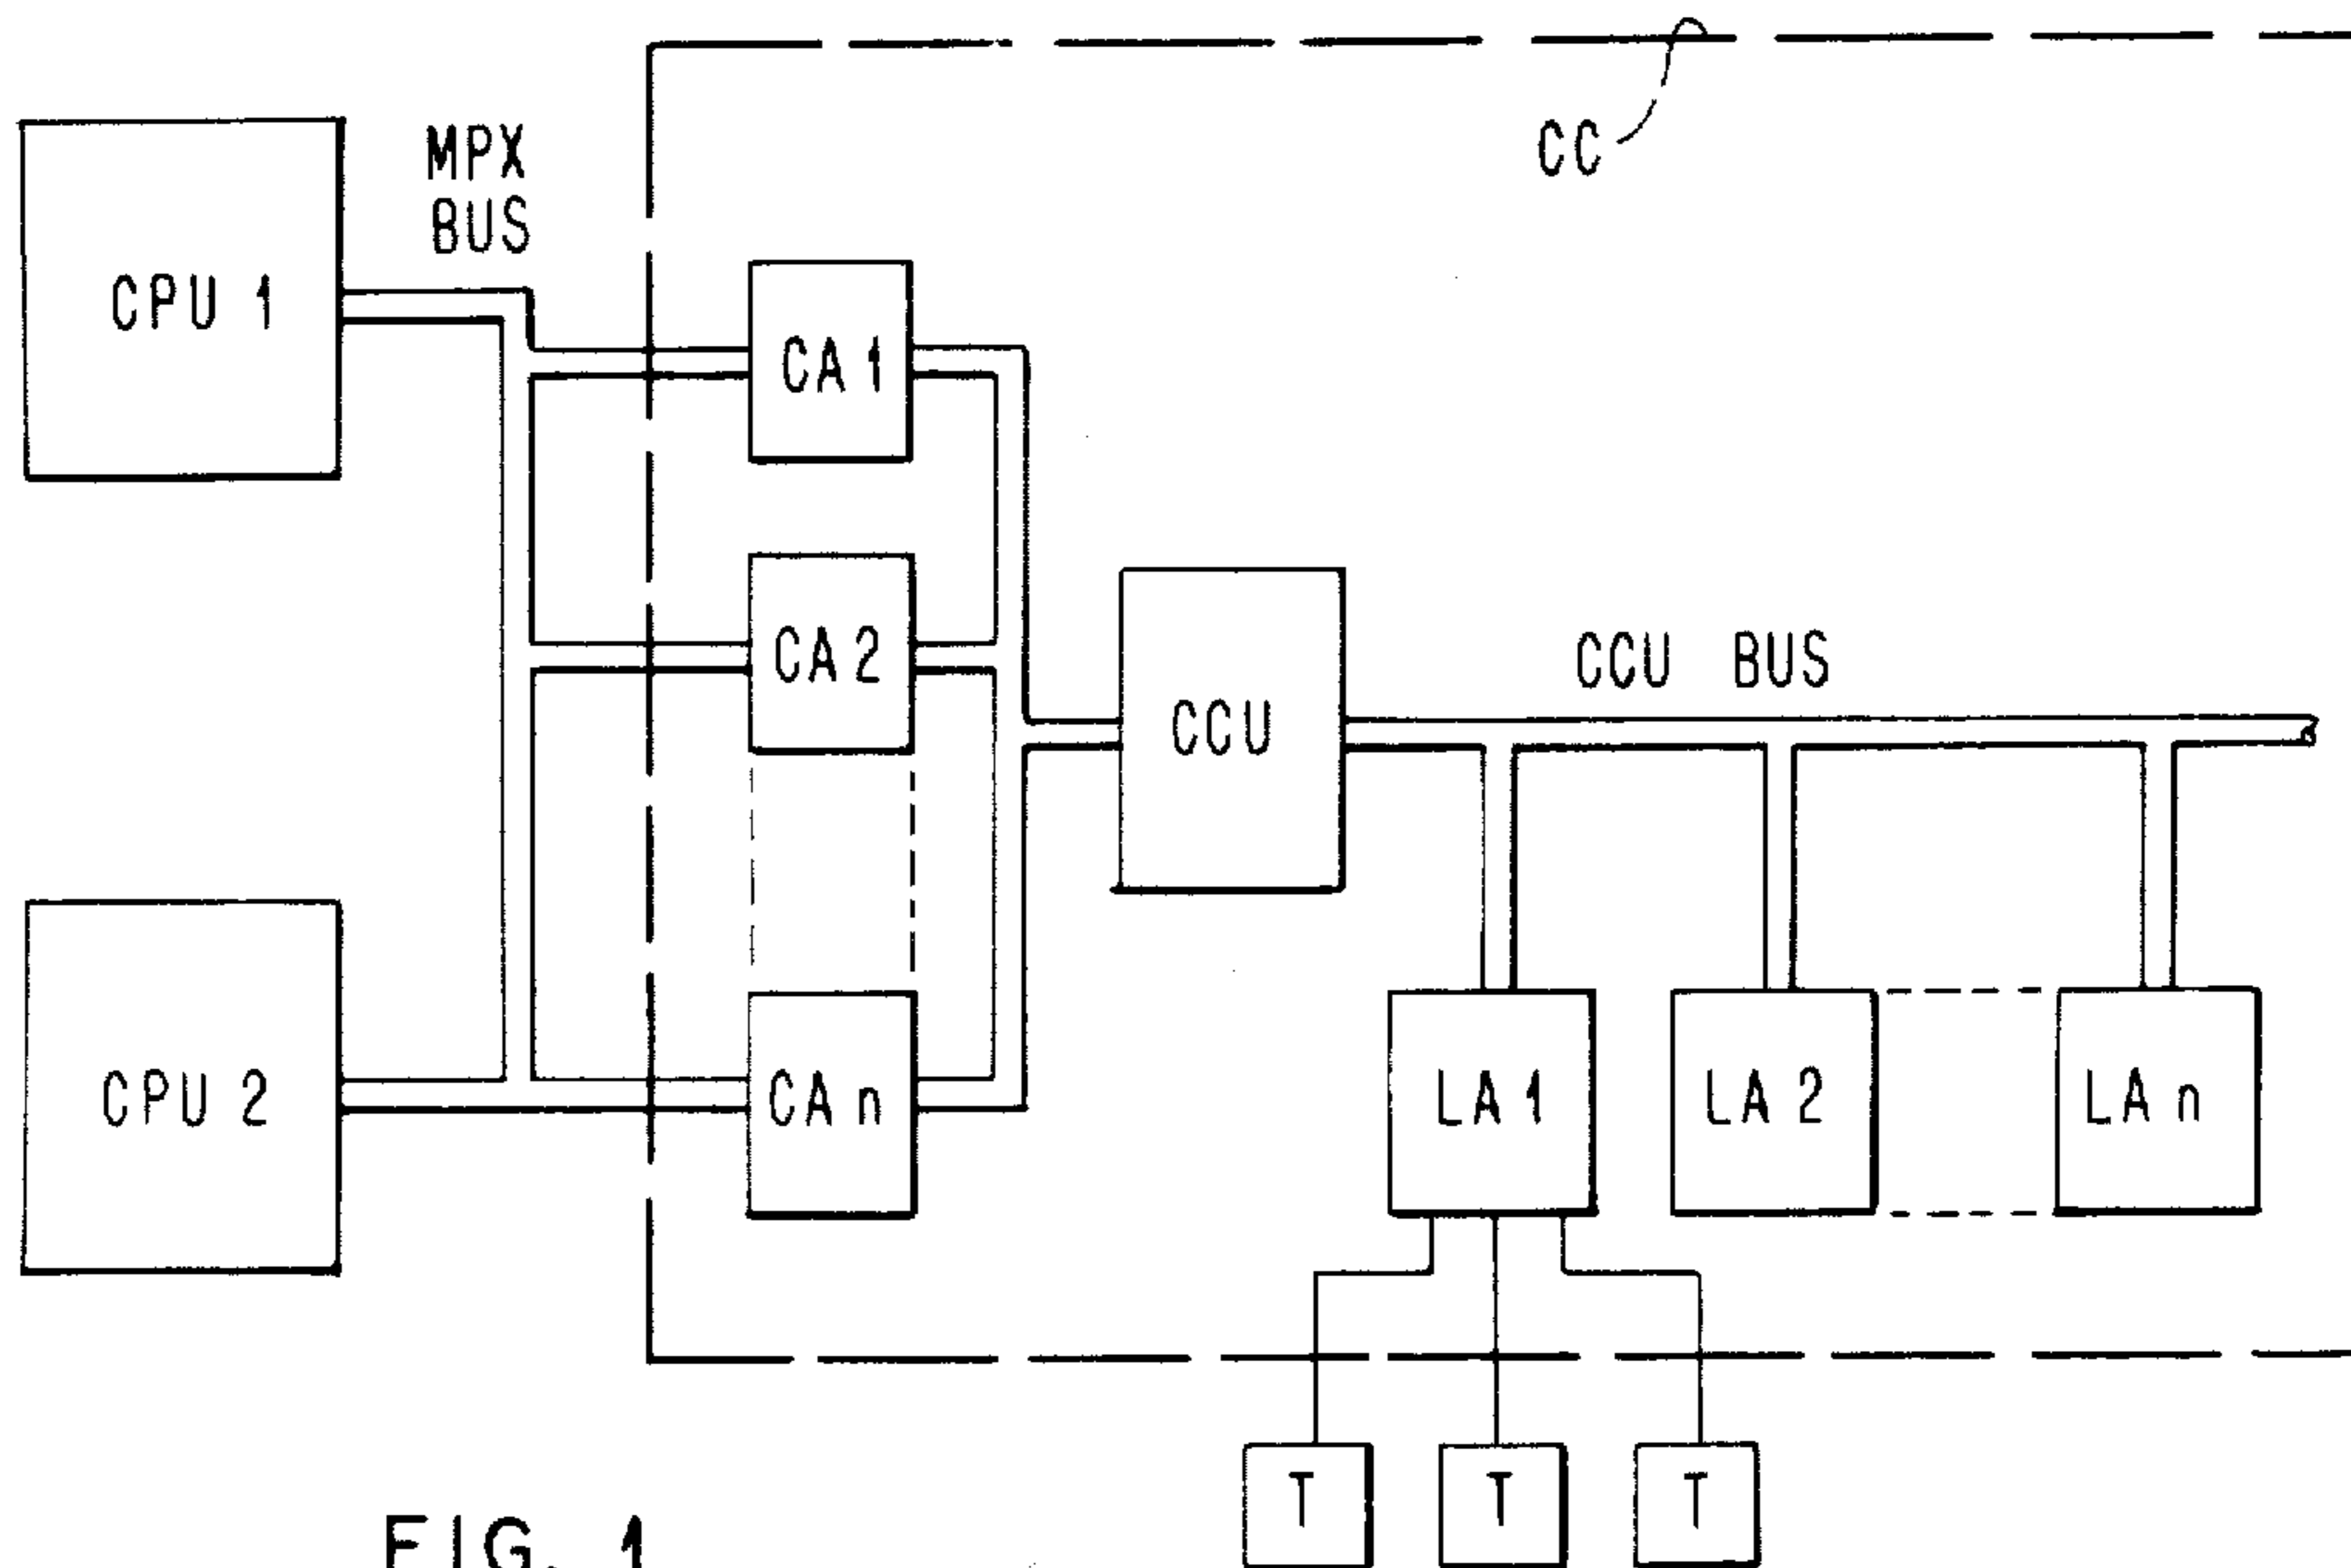 CC
MPX
BUS
CPU 1
CA 1
CA 2
CCU BUS
CCU
CPU 2
CA n
LA 1
LA 2
LA n
T
T
T
FIG. 1